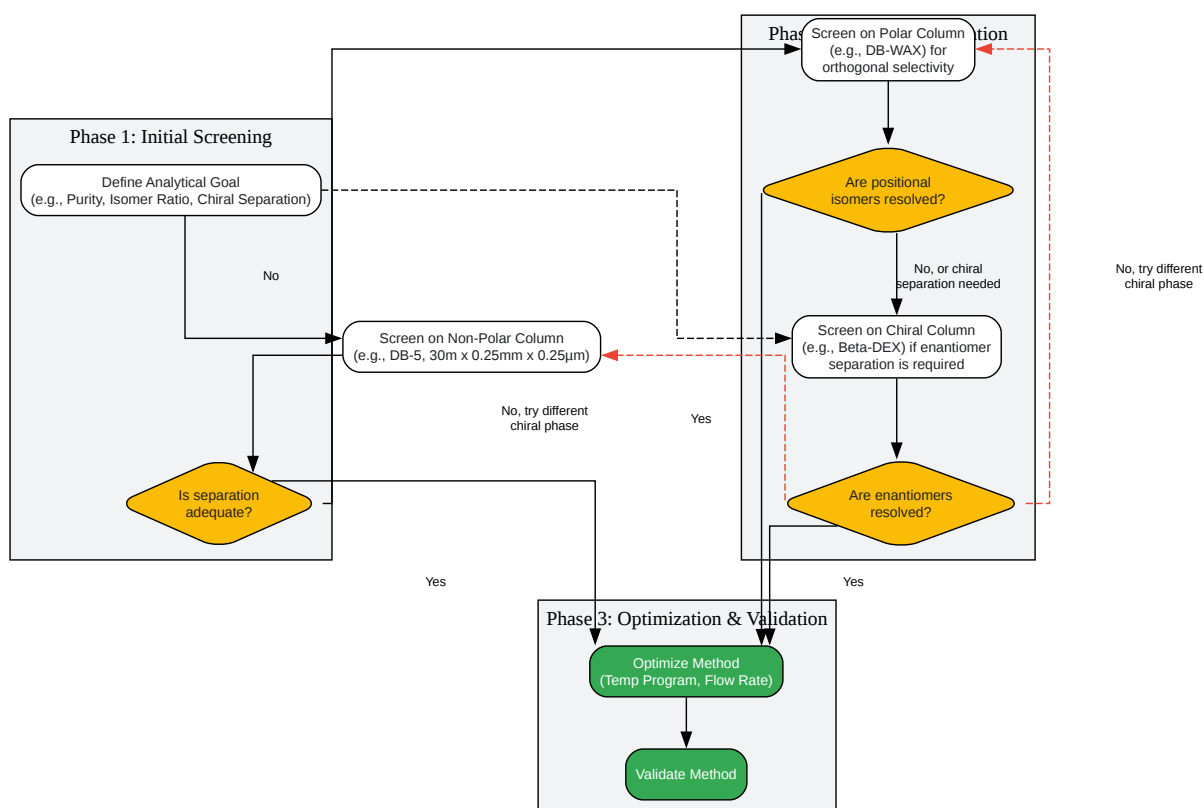 Phas
ation
Screen on Polar Column
(e.g., DB-WAX) for
orthogonal selectivity
Phase 1: Initial Screening
Define Analytical Goal
(e.g., Purity, Isomer Ratio, Chiral Separation)
Are positional
isomers resolved?
No
No, or chiral
separation needed
No, try different
chiral phase
Screen on Non-Polar Column
(e.g., DB-5, 30m x 0.25mm x 0.25µm)
Screen on Chiral Column
(e.g., Beta-DEX) if enantiomer
separation is required
No, try different
chiral phase
Yes
Is separation
adequate?
Are enantiomers
resolved?
Yes
Yes
Phase 3: Optimization & Validation
Optimize Method
(Temp Program, Flow Rate)
Validate Method